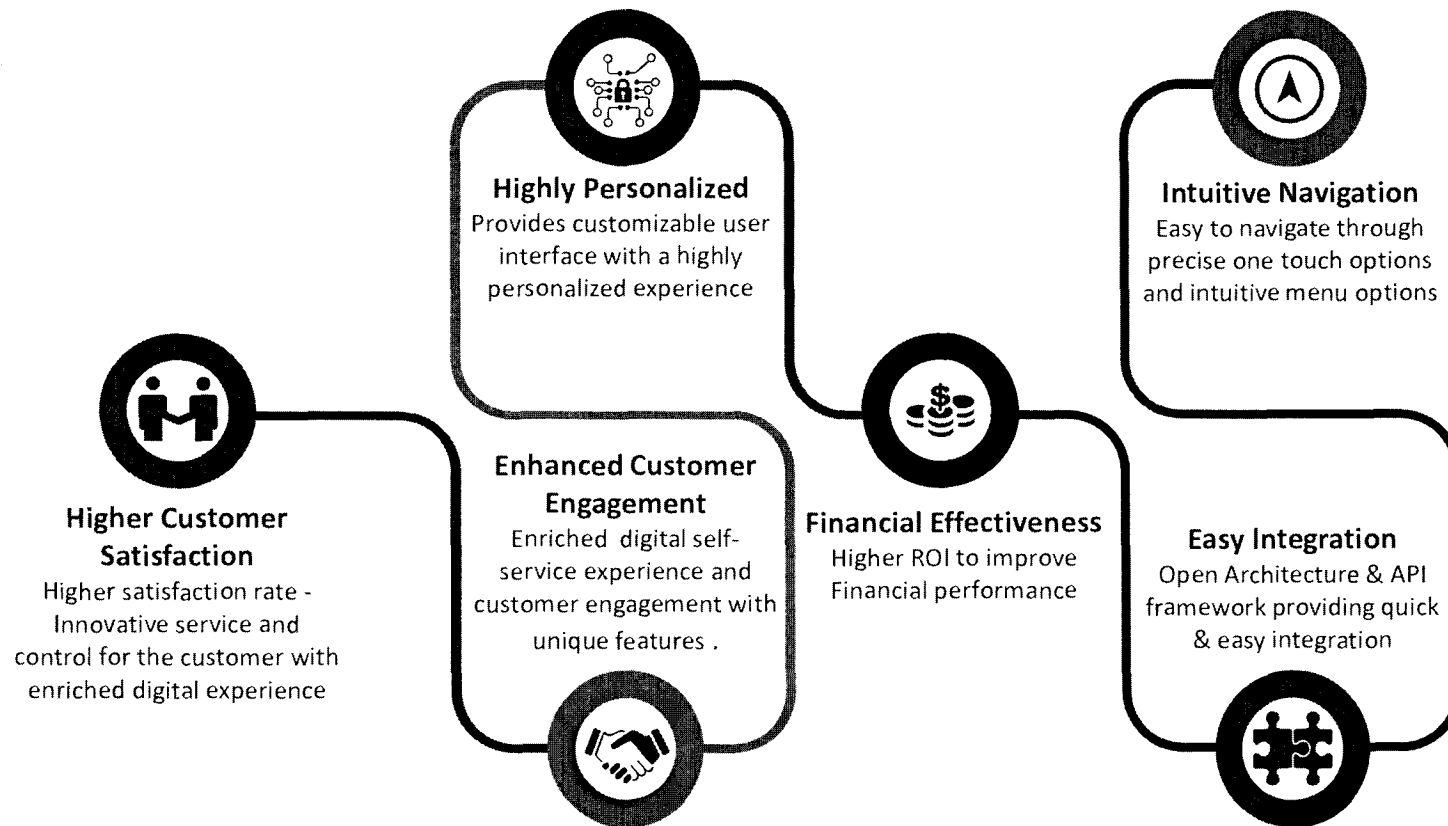 Higher Customer
Satisfaction
Higher satisfaction rate -
Innovative service and
control for the customer with
enriched digital experience
Enhanced Customer
Engagement
Enriched digital self-
service experience and
customer engagement with
unique features .
Highly Personalized
Provides customizable user
interface with a highly
personalized experience
Financial Effectiveness
Higher ROI to improve
Financial performance
Easy Integration
Open Architecture & API
framework providing quick
& easy integration
Intuitive Navigation
Easy to navigate through
precise one touch options
and intuitive menu options